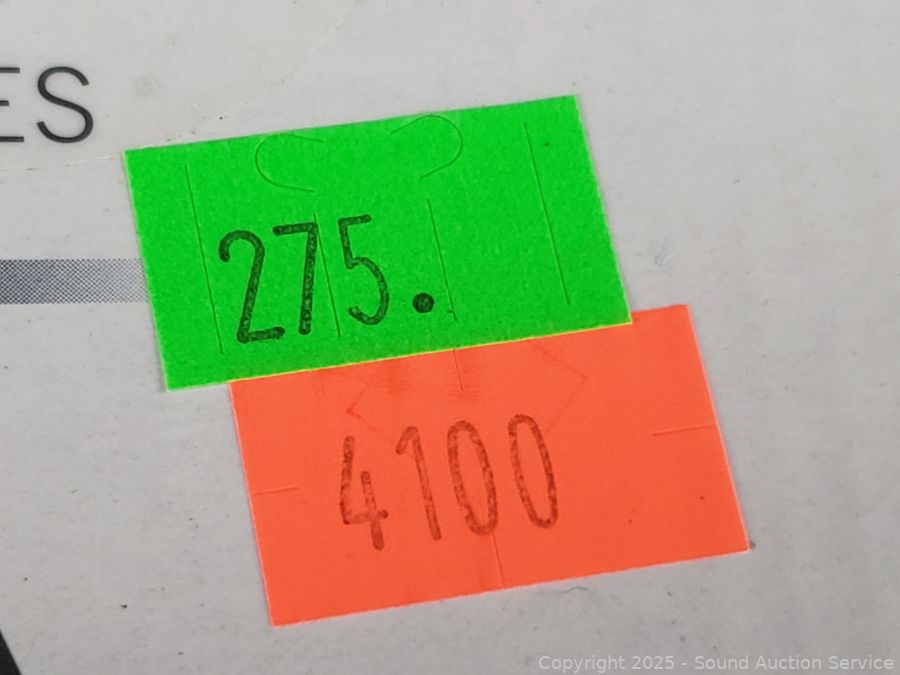 ES
275.
4100
Copyright 2025 - Sound Auction Service